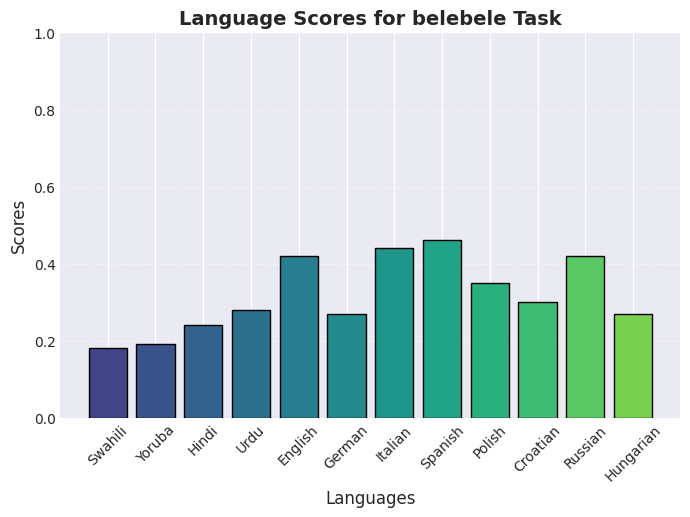 Language Scores for belebele Task
1.0
0.8
0.6
0.4
0.2
0.0
Scores
Swahili
Yoruba
Hindi
Urdu
English
German
Italian
Spanish
Polish
Croatian
Russian
Hungarian
Languages